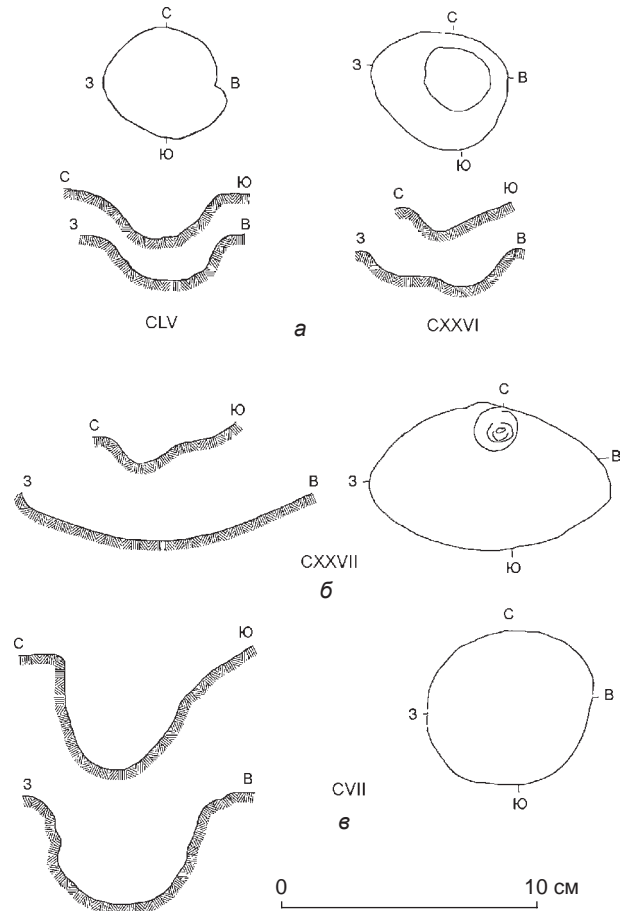 С
З
В
Ю
С
З
В
Ю
С Ю
З В
CLV
С Ю
З В
CXXVI
а
С Ю
З В
С
З
В
Ю
CXXVII
б
С Ю
З В
С
З
В
Ю
CVII
в
0 10 см